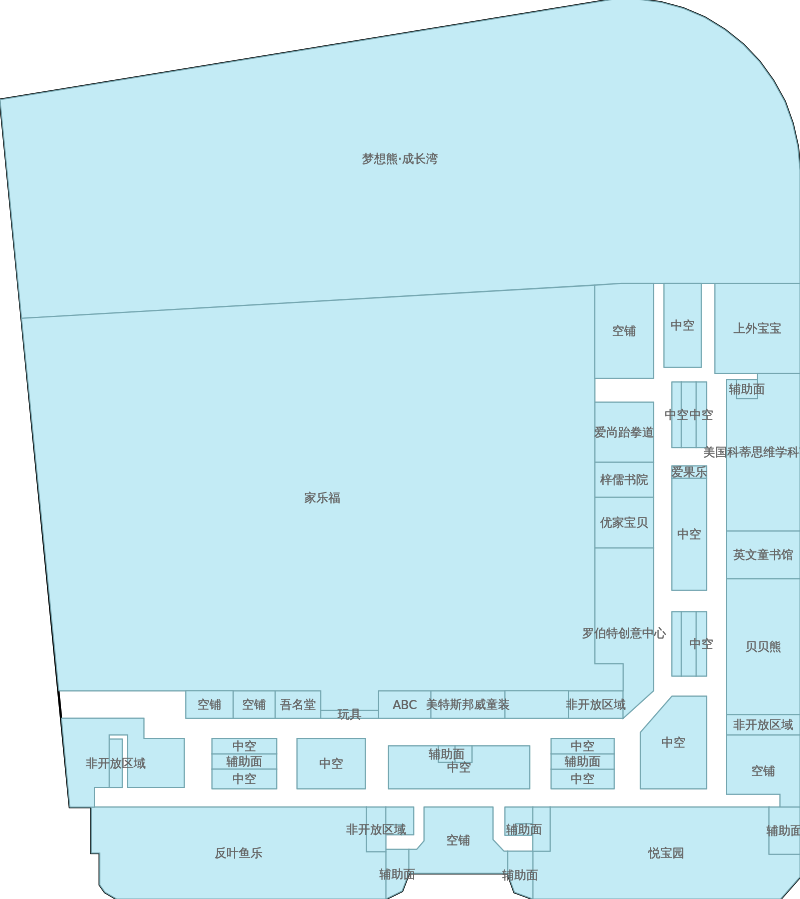 梦想熊·成长湾
空铺
中空
上外宝宝
辅助面
中空
中空
爱尚跆拳道
美国科蒂思维学科
爱果乐
梓儒书院
家乐福
优家宝贝
中空
英文童书馆
罗伯特创意中心
中空
贝贝熊
空铺
空铺
吾名堂
玩具
ABC
美特斯邦威童装
非开放区域
非开放区域
中空
辅助面
中空
中空
辅助面
中空
中空
辅助面
中空
中空
非开放区域
空铺
非开放区域
空铺
辅助面
辅助面
反叶鱼乐
悦宝园
辅助面
辅助面